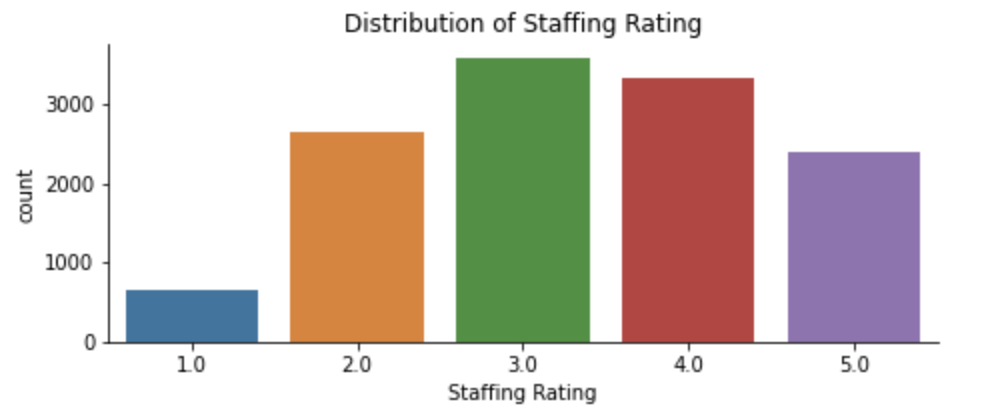 Distribution of Staffing Rating
count
3000
2000
1000
0
1.0 2.0 3.0 4.0 5.0
Staffing Rating